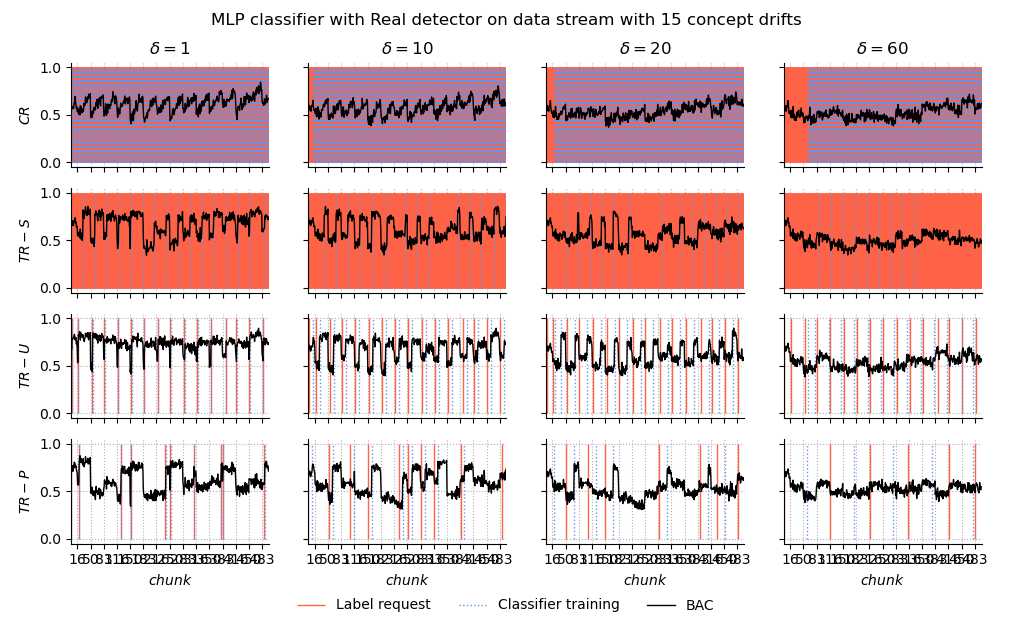 MLP classifier with Real detector on data stream with 15 concept drifts
δ = 1 δ = 10 δ = 20 δ = 60
1.0
CR
0.5
0.0
1.0
TR − S
0.5
0.0
1.0
TR − U
0.5
0.0
1.0
TR − P
0.5
0.0
chunk chunk chunk chunk
Label request Classifier training BAC